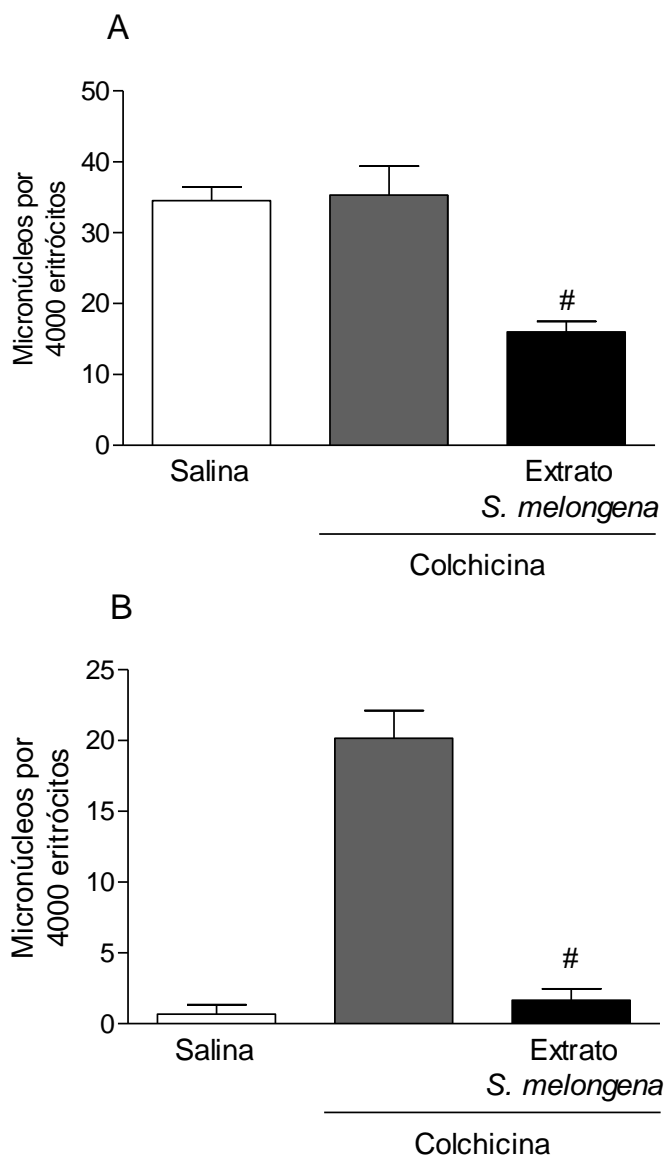 A
Micronúcleos por
4000 eritrócitos
50
40
30
20
10
0
#
Salina
Extrato
S. melongena
Colchicina
B
Micronúcleos por
4000 eritrócitos
25
20
15
10
5
0
#
Salina
Extrato
S. melongena
Colchicina